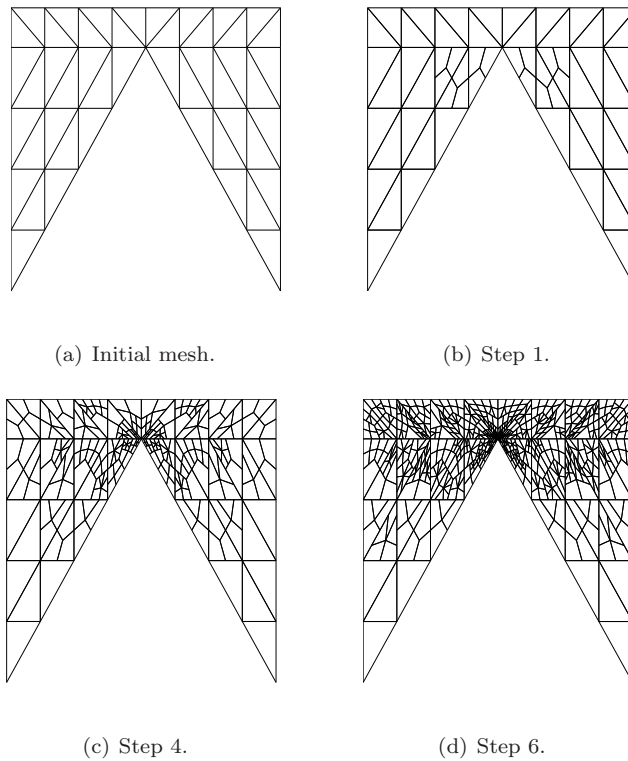 (a) Initial mesh.
(b) Step 1.
(c) Step 4.
(d) Step 6.